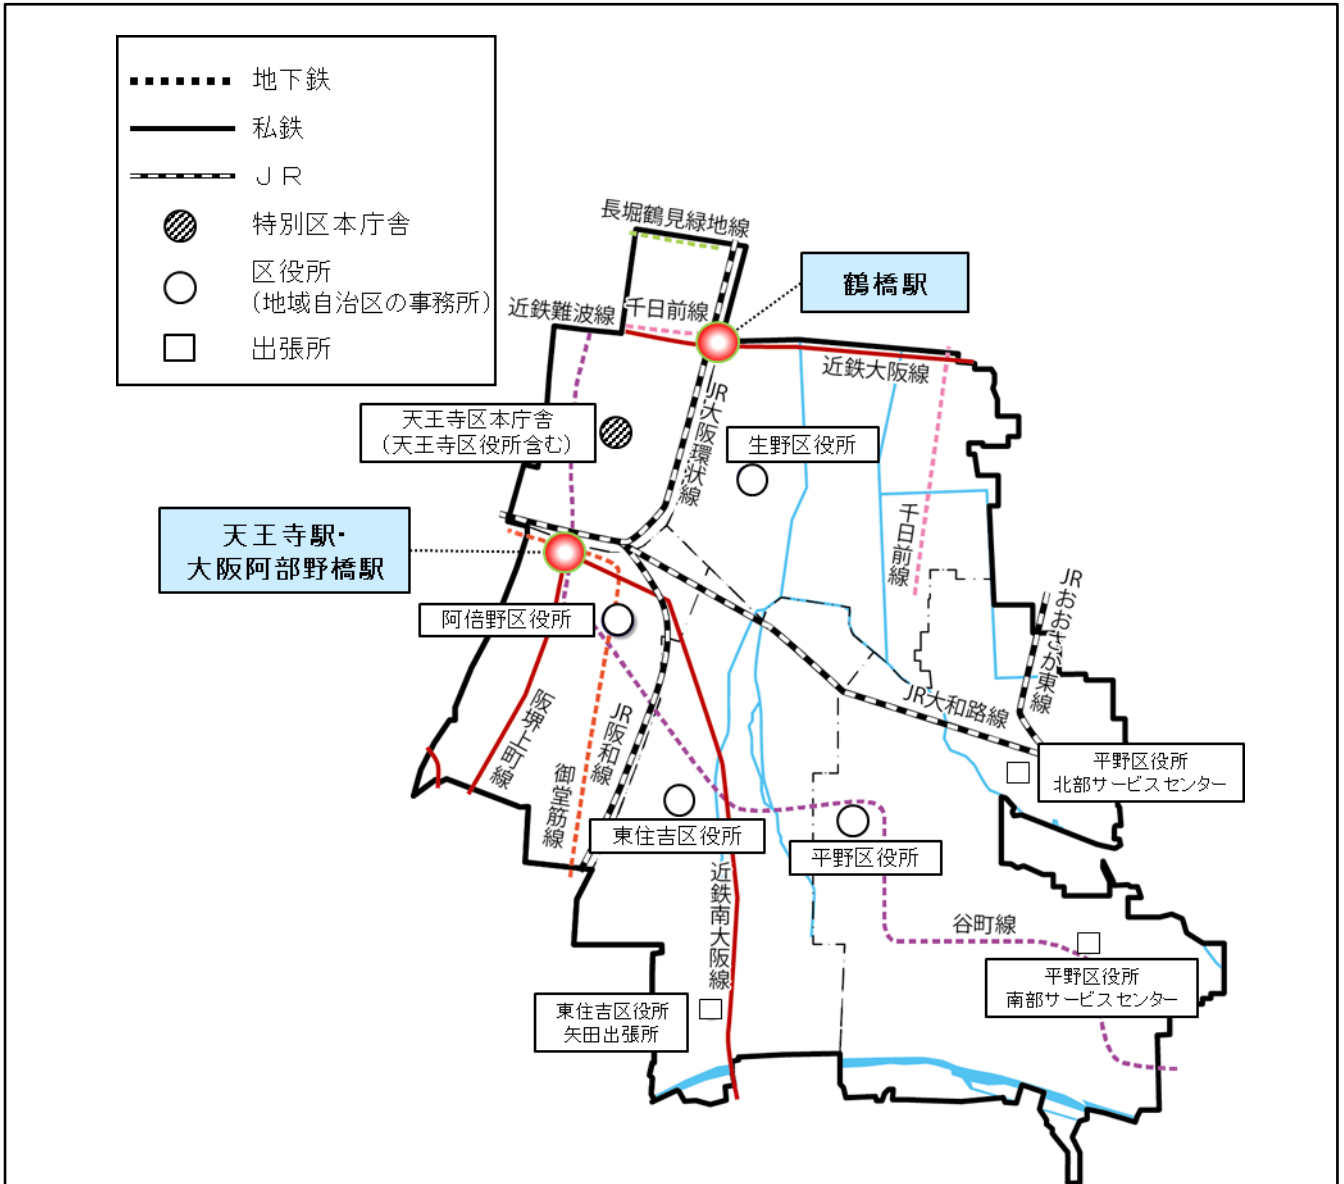 地下鉄
私鉄
ＪＲ
特別区本庁舎
区役所
(地域自治区の事務所)
出張所
長堀鶴見緑地線
鶴橋駅
近鉄難波線
千日前線
近鉄大阪線
JR大阪環状線
天王寺区本庁舎
（天王寺区役所含む）
生野区役所
千日前線
天王寺駅・
大阪阿部野橋駅
JRおおさか東線
阿倍野区役所
JR大和路線
阪堺上町線
JR阪和線
御堂筋線
平野区役所
北部サービスセンター
東住吉区役所
平野区役所
近鉄南大阪線
谷町線
平野区役所
南部サービスセンター
東住吉区役所
矢田出張所